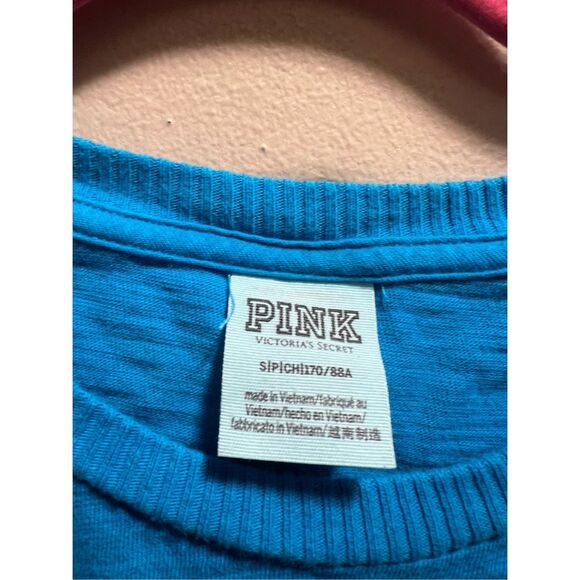 PINK
VICTORIA'S SECRET
S|P|CH|170/88A
made in Vietnam/fabriqué au
Vietnam/hecho en Vietnam/
fabbricato in Vietnam/越南制造